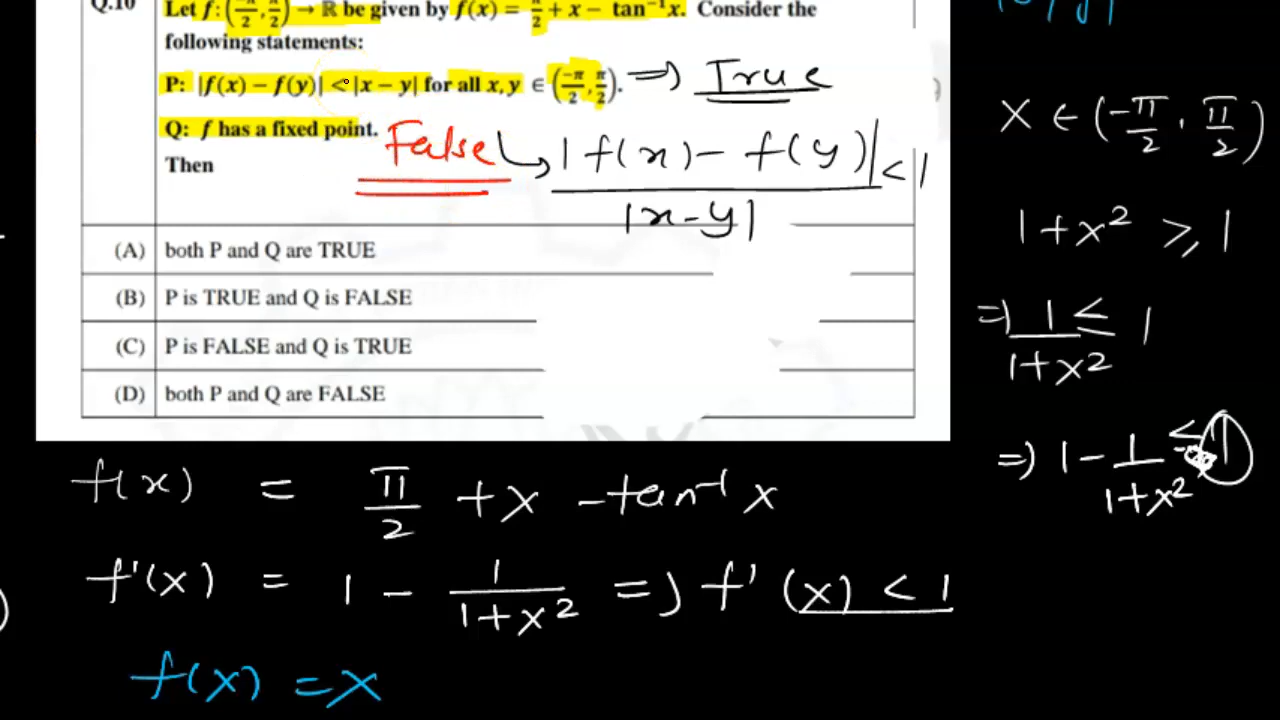 Q.10 Let f: (−π/2, π/2) → ℝ be given by f(x) = π/2 + x − tan⁻¹x. Consider the
following statements:
P: |f(x) − f(y)| < |x − y| for all x, y ∈ (−π/2, π/2). ⇒ True
Q: f has a fixed point.
False ↳ |f(x) − f(y)| / |x − y| < 1
Then
(A) both P and Q are TRUE
(B) P is TRUE and Q is FALSE
(C) P is FALSE and Q is TRUE
(D) both P and Q are FALSE
x ∈ (−π/2, π/2)
1 + x² ≥ 1
⇒ 1/(1+x²) ≤ 1
⇒ 1 − 1/(1+x²) < 1
f(x) = π/2 + x − tan⁻¹ x
f'(x) = 1 − 1/(1+x²) ⇒ f'(x) < 1
f(x) = x